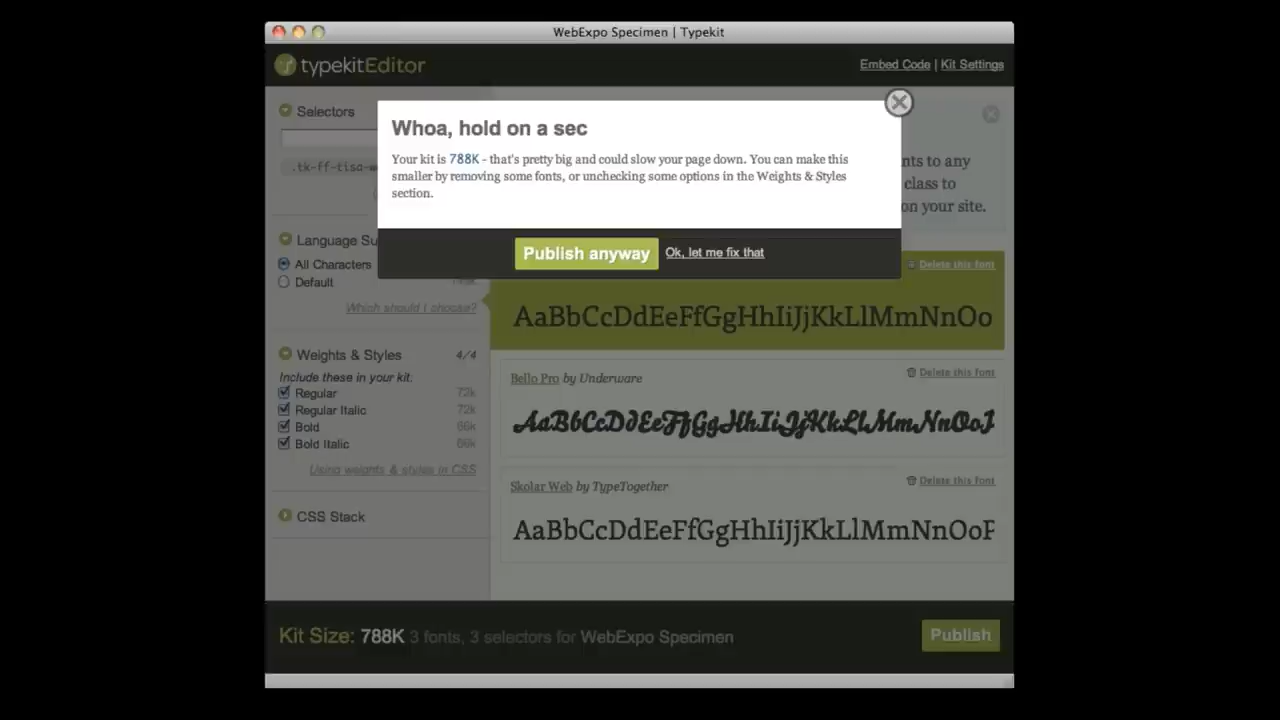 WebExpo Specimen | Typekit
typekitEditor
Embed Code | Kit Settings
Selectors
Whoa, hold on a sec
Your kit is 788K - that's pretty big and could slow your page down. You can make this
smaller by removing some fonts, or unchecking some options in the Weights & Styles
section.
Publish anyway Ok, let me fix that
nts to any
class to
on your site.
.tk-ff-tisa-w
Language Su
All Characters
Default
Which should I choose?
Delete this font
AaBbCcDdEeFfGgHhIiJjKkLlMmNnOo
Weights & Styles 4/4
Include these in your kit:
Regular 72k
Regular Italic 72k
Bold
Bold Italic
Using weights & styles in CSS
CSS Stack
Bello Pro by Underware
Delete this font
AaBbCcDdEeFfGgHhIiJjKkLlMmNnOo
Skolar Web by TypeTogether
Delete this font
AaBbCcDdEeFfGgHhIiJjKkLlMmNnOoP
Kit Size: 788K 3 fonts, 3 selectors for WebExpo Specimen
Publish